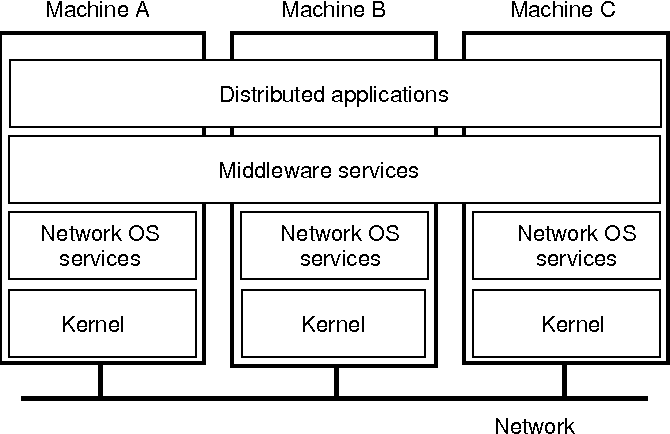 Machine A
Machine B
Machine C
Distributed applications
Middleware services
Network OS
services
Network OS
services
Network OS
services
Kernel
Kernel
Kernel
Network